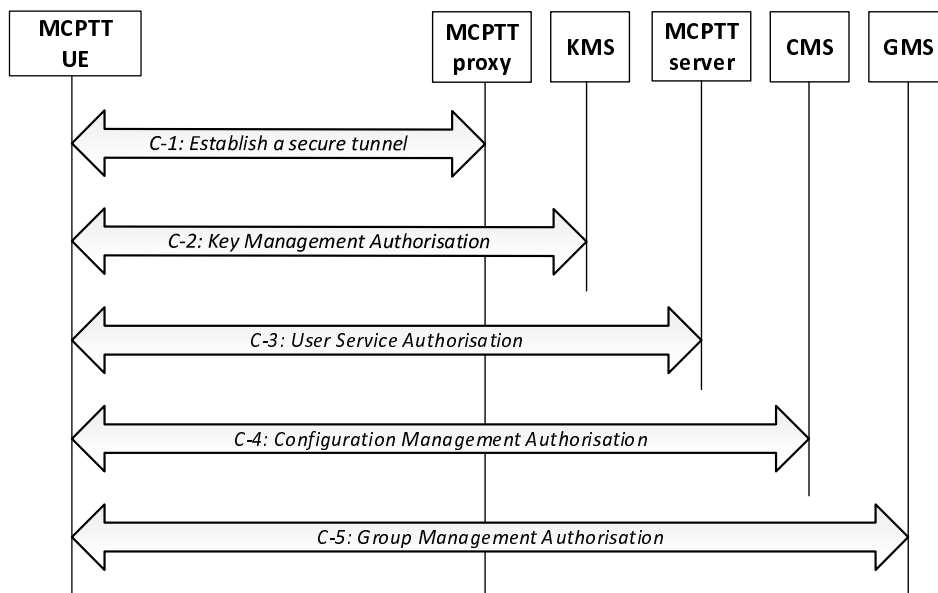 MCPTT
UE
MCPTT
proxy
KMS
MCPTT
server
CMS
GMS
C-1: Establish a secure tunnel
C-2: Key Management Authorisation
C-3: User Service Authorisation
C-4: Configuration Management Authorisation
C-5: Group Management Authorisation